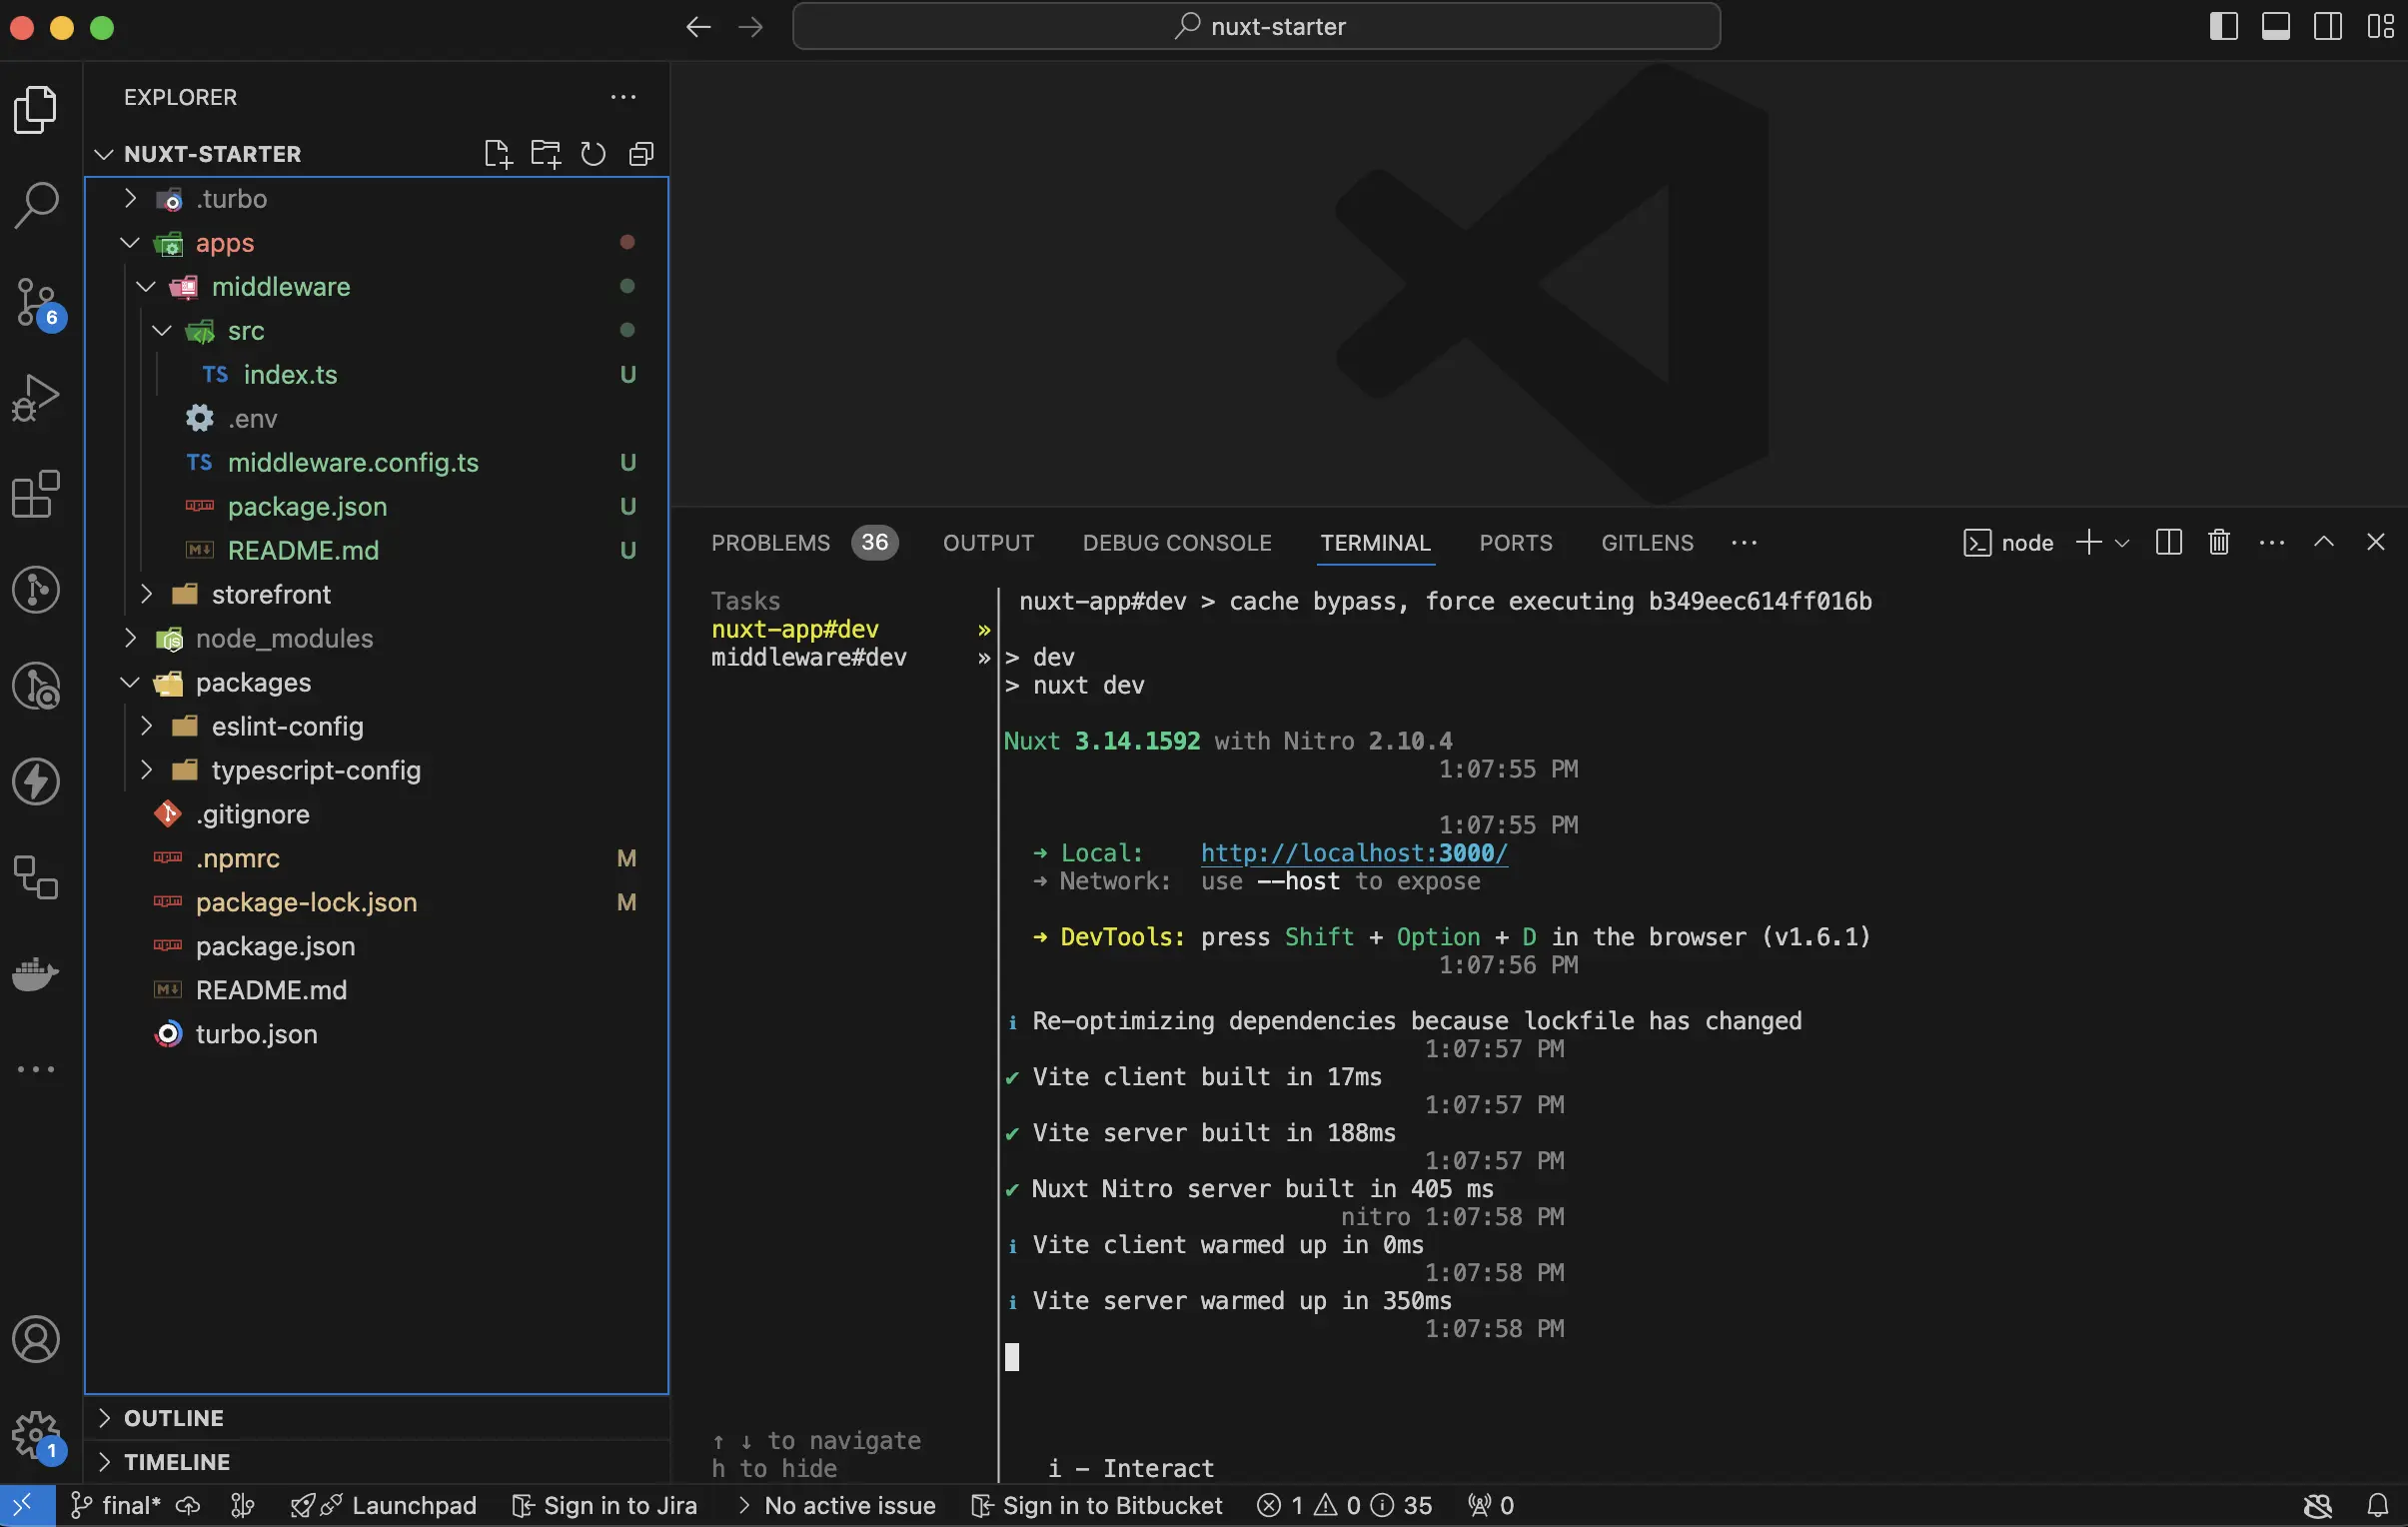 nuxt-starter
EXPLORER
NUXT-STARTER
.turbo
apps
middleware
src
TS index.ts U
.env
TS middleware.config.ts U
package.json U
README.md U
storefront
node_modules
packages
eslint-config
typescript-config
.gitignore
.npmrc M
package-lock.json M
package.json
README.md
turbo.json
OUTLINE
TIMELINE
6
1
PROBLEMS 36 OUTPUT DEBUG CONSOLE TERMINAL PORTS GITLENS ··· node
Tasks
nuxt-app#dev »
middleware#dev »
↑ ↓ to navigate
h to hide
nuxt-app#dev > cache bypass, force executing b349eec614ff016b
> dev
> nuxt dev
Nuxt 3.14.1592 with Nitro 2.10.4
1:07:55 PM
1:07:55 PM
➜ Local: http://localhost:3000/
➜ Network: use --host to expose
➜ DevTools: press Shift + Option + D in the browser (v1.6.1)
1:07:56 PM
ℹ Re-optimizing dependencies because lockfile has changed
1:07:57 PM
✔ Vite client built in 17ms
1:07:57 PM
✔ Vite server built in 188ms
1:07:57 PM
✔ Nuxt Nitro server built in 405 ms
nitro 1:07:58 PM
ℹ Vite client warmed up in 0ms
1:07:58 PM
ℹ Vite server warmed up in 350ms
1:07:58 PM
i - Interact
final* Launchpad Sign in to Jira > No active issue Sign in to Bitbucket 1 0 35 0